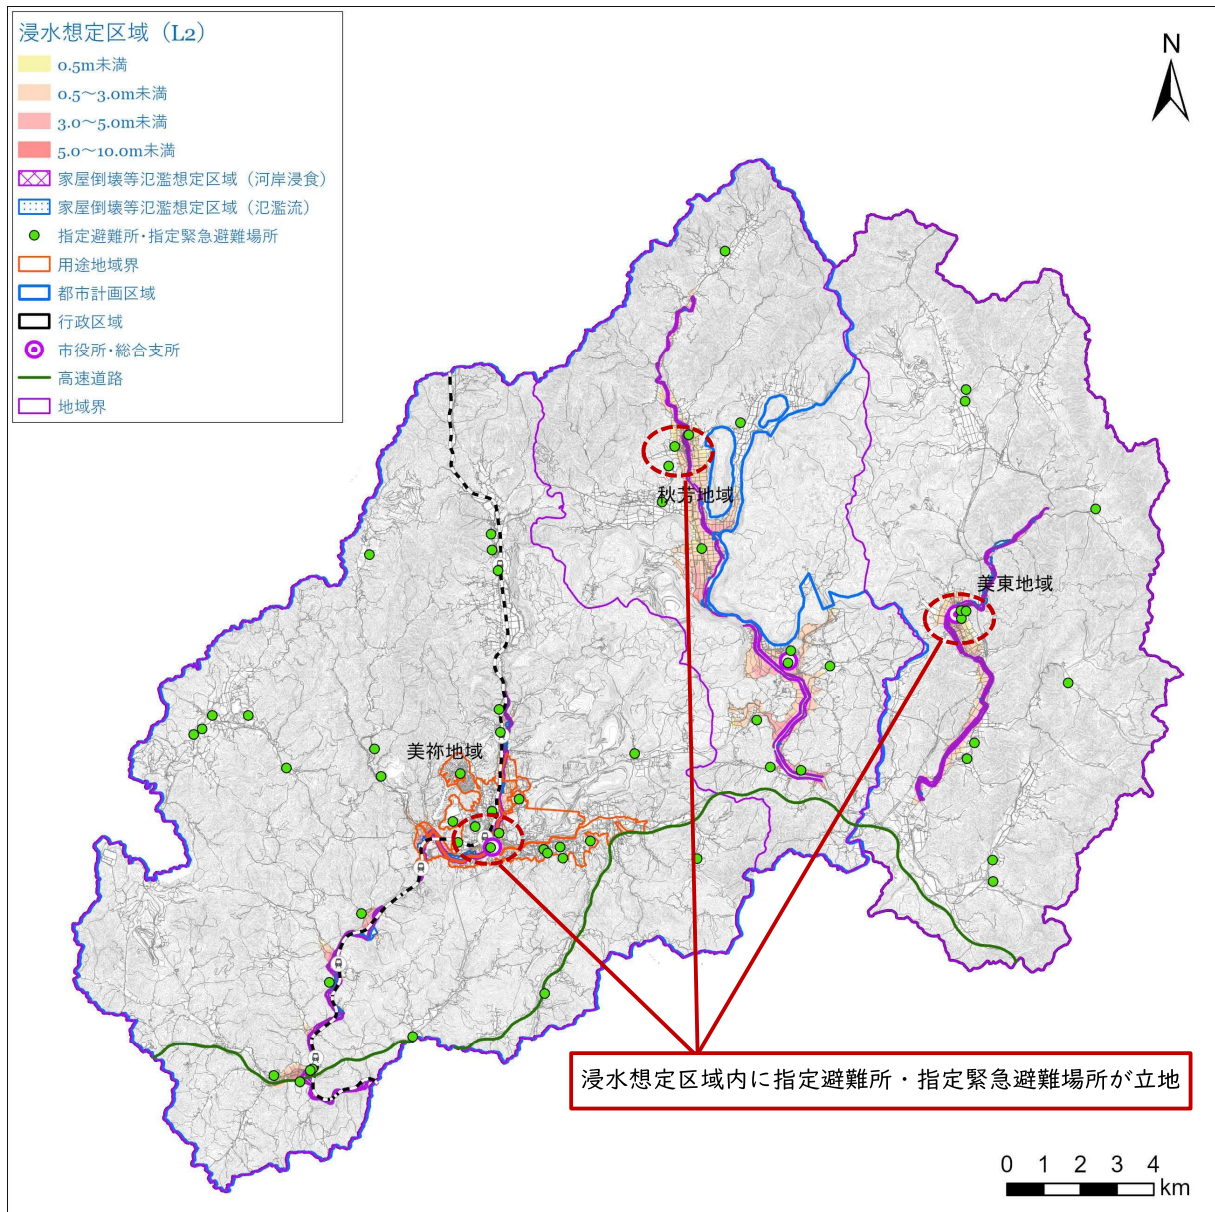 浸水想定区域（L2）
0.5m未満
0.5～3.0m未満
3.0～5.0m未満
5.0～10.0m未満
家屋倒壊等氾濫想定区域（河岸浸食）
家屋倒壊等氾濫想定区域（氾濫流）
指定避難所・指定緊急避難場所
用途地域界
都市計画区域
行政区域
市役所・総合支所
高速道路
地域界
N
秋芳地域
美東地域
美祢地域
浸水想定区域内に指定避難所・指定緊急避難場所が立地
0 1 2 3 4
km